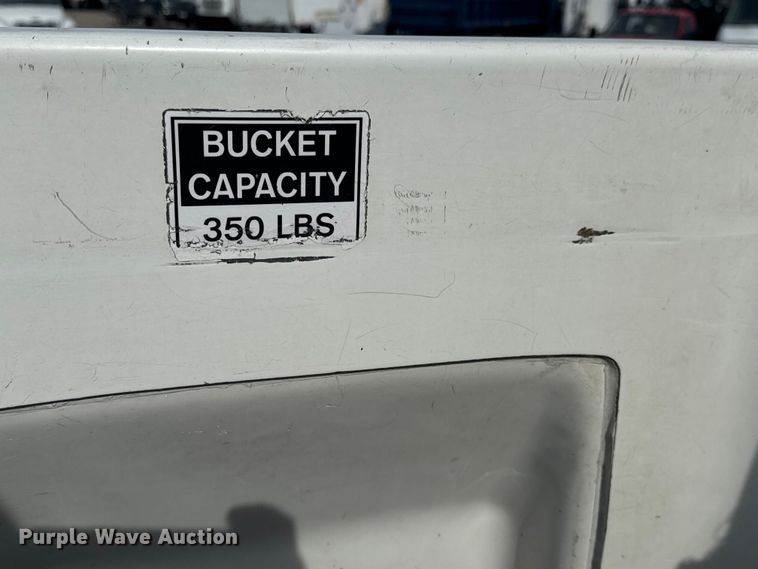 BUCKET
CAPACITY
350 LBS
Purple Wave Auction